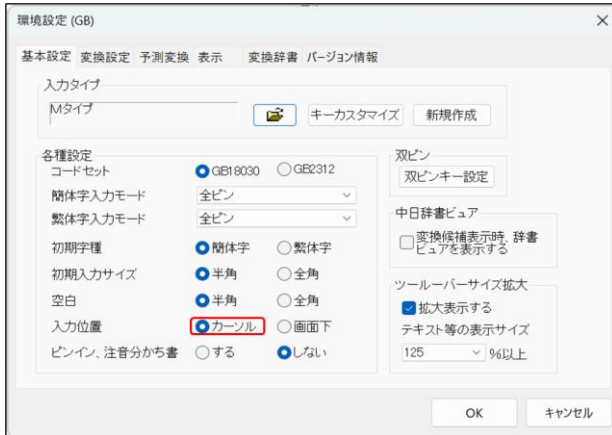 環境設定 (GB)
基本設定 変換設定 予測変換 表示 変換辞書 バージョン情報
入力タイプ
Mタイプ
キーカスタマイズ 新規作成
各種設定
コードセット GB18030 GB2312
簡体字入力モード 全ピン
繁体字入力モード 全ピン
初期字種 簡体字 繁体字
初期入力サイズ 半角 全角
空白 半角 全角
入力位置 カーソル 画面下
ピンイン、注音分かち書 する しない
双ピン
双ピンキー設定
中日辞書ビュア
変換候補表示時、辞書
ビュアを表示する
ツールーバーサイズ拡大
拡大表示する
テキスト等の表示サイズ
125 %以上
OK キャンセル